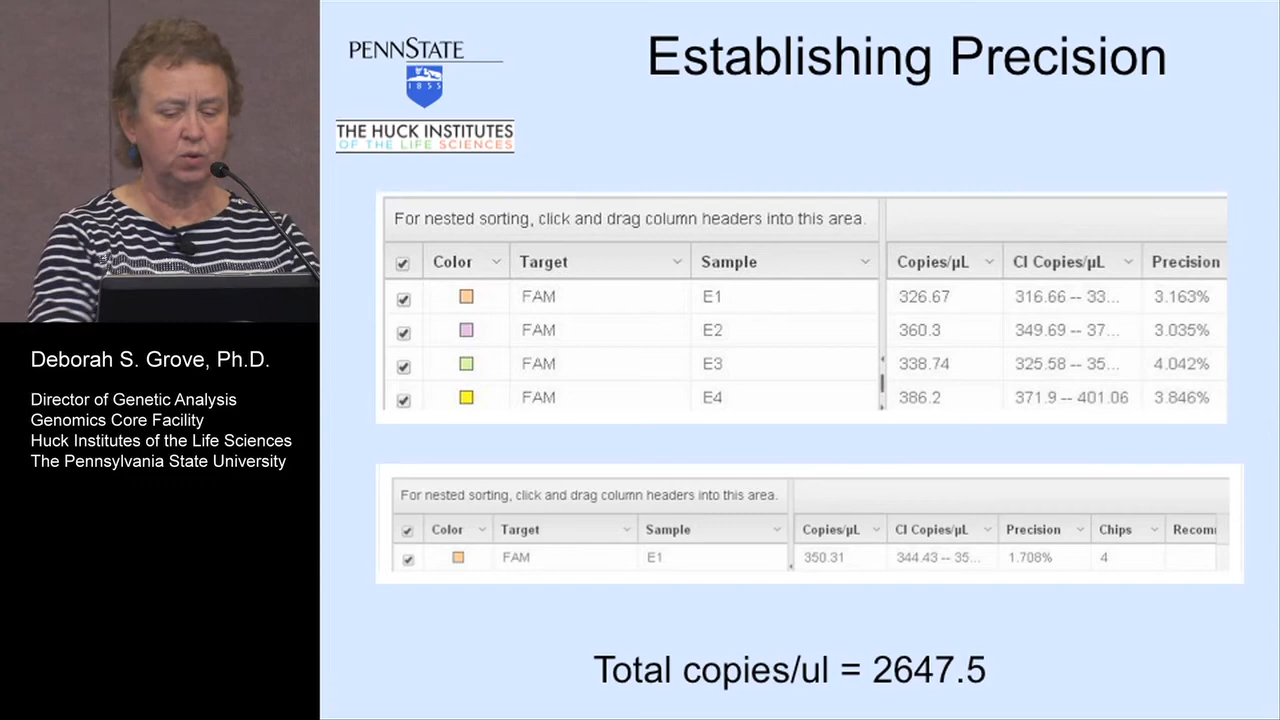 PENNSTATE
1855
THE HUCK INSTITUTES
OF THE LIFE SCIENCES
Establishing Precision
For nested sorting, click and drag column headers into this area.
Color Target Sample Copies/µL CI Copies/µL Precision
FAM E1 326.67 316.66 -- 33... 3.163%
FAM E2 360.3 349.69 -- 37... 3.035%
FAM E3 338.74 325.58 -- 35... 4.042%
FAM E4 386.2 371.9 -- 401.06 3.846%
For nested sorting, click and drag column headers into this area.
Color Target Sample Copies/µL CI Copies/µL Precision Chips Recomi
FAM E1 350.31 344.43 -- 35... 1.708% 4
Total copies/ul = 2647.5
Deborah S. Grove, Ph.D.
Director of Genetic Analysis
Genomics Core Facility
Huck Institutes of the Life Sciences
The Pennsylvania State University